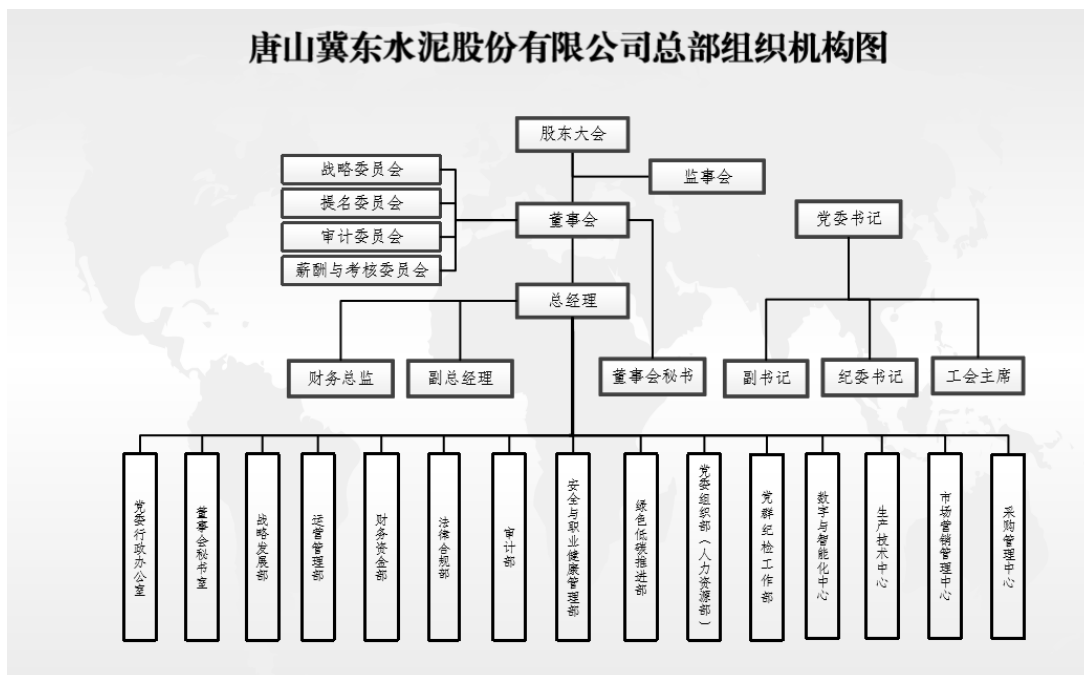 唐山冀东水泥股份有限公司总部组织机构图
股东大会
战略委员会
监事会
提名委员会
董事会
党委书记
审计委员会
薪酬与考核委员会
总经理
财务总监
副总经理
董事会秘书
副书记
纪委书记
工会主席
党委行政办公室
董事会秘书室
战略发展部
运营管理部
财务资金部
法律合规部
审计部
安全与职业健康管理部
绿色低碳推进部
党委组织部（人力资源部）
党群纪检工作部
数字与智能化中心
生产技术中心
市场营销管理中心
采购管理中心